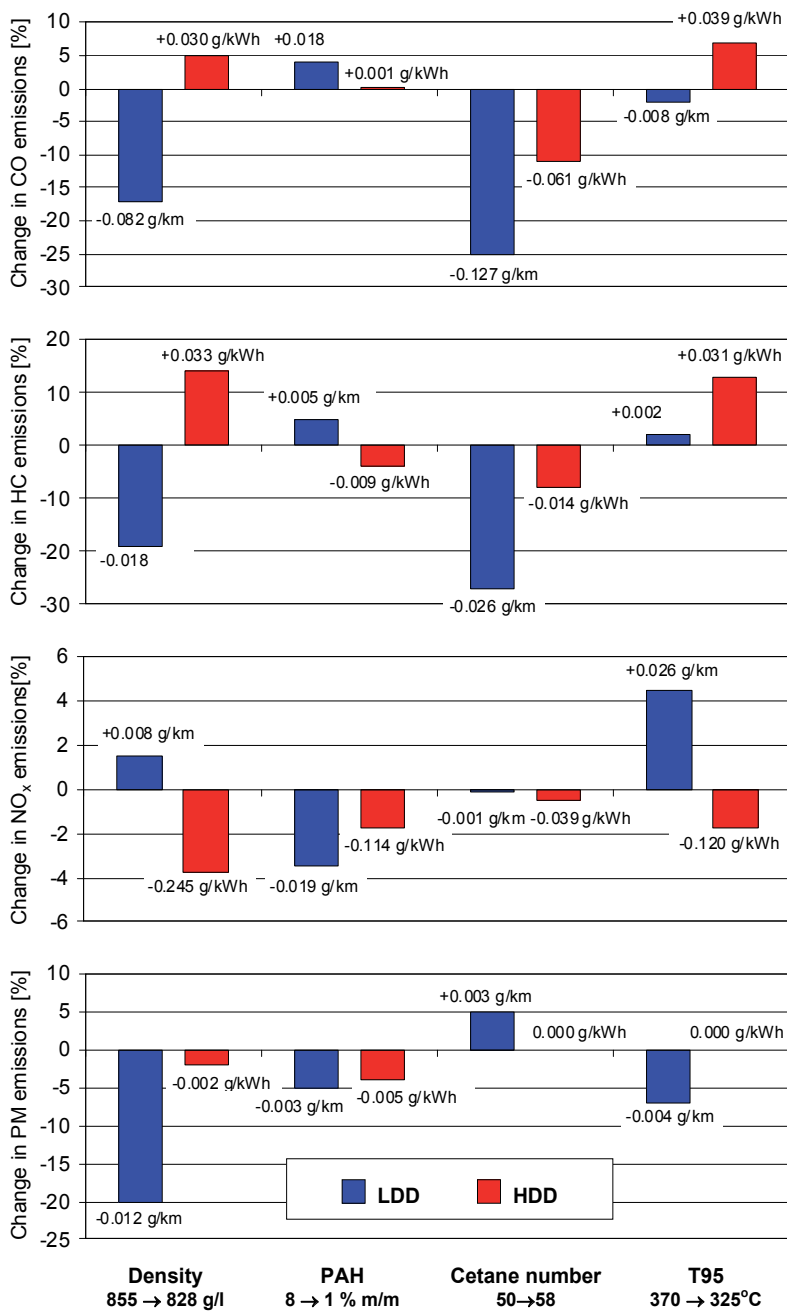 Change in CO emissions [%]
10
5
0
-5
-10
-15
-20
-25
-30
+0.030 g/kWh
+0.018
+0.001 g/kWh
+0.039 g/kWh
-0.008 g/km
-0.061 g/kWh
-0.082 g/km
-0.127 g/km
Change in HC emissions [%]
20
10
0
-10
-20
-30
+0.033 g/kWh
+0.005 g/km
+0.002
+0.031 g/kWh
-0.009 g/kWh
-0.014 g/kWh
-0.018
-0.026 g/km
Change in NOx emissions[%]
6
4
2
0
-2
-4
-6
+0.008 g/km
+0.026 g/km
-0.001 g/km
-0.039 g/kWh
-0.114 g/kWh
-0.120 g/kWh
-0.245 g/kWh
-0.019 g/km
Change in PM emissions [%]
10
5
0
-5
-10
-15
-20
-25
+0.003 g/km
0.000 g/kWh
0.000 g/kWh
-0.002 g/kWh
-0.003 g/km
-0.005 g/kWh
-0.004 g/km
-0.012 g/km
LDD
HDD
Density
855 → 828 g/l
PAH
8 → 1 % m/m
Cetane number
50→58
T95
370 → 325°C